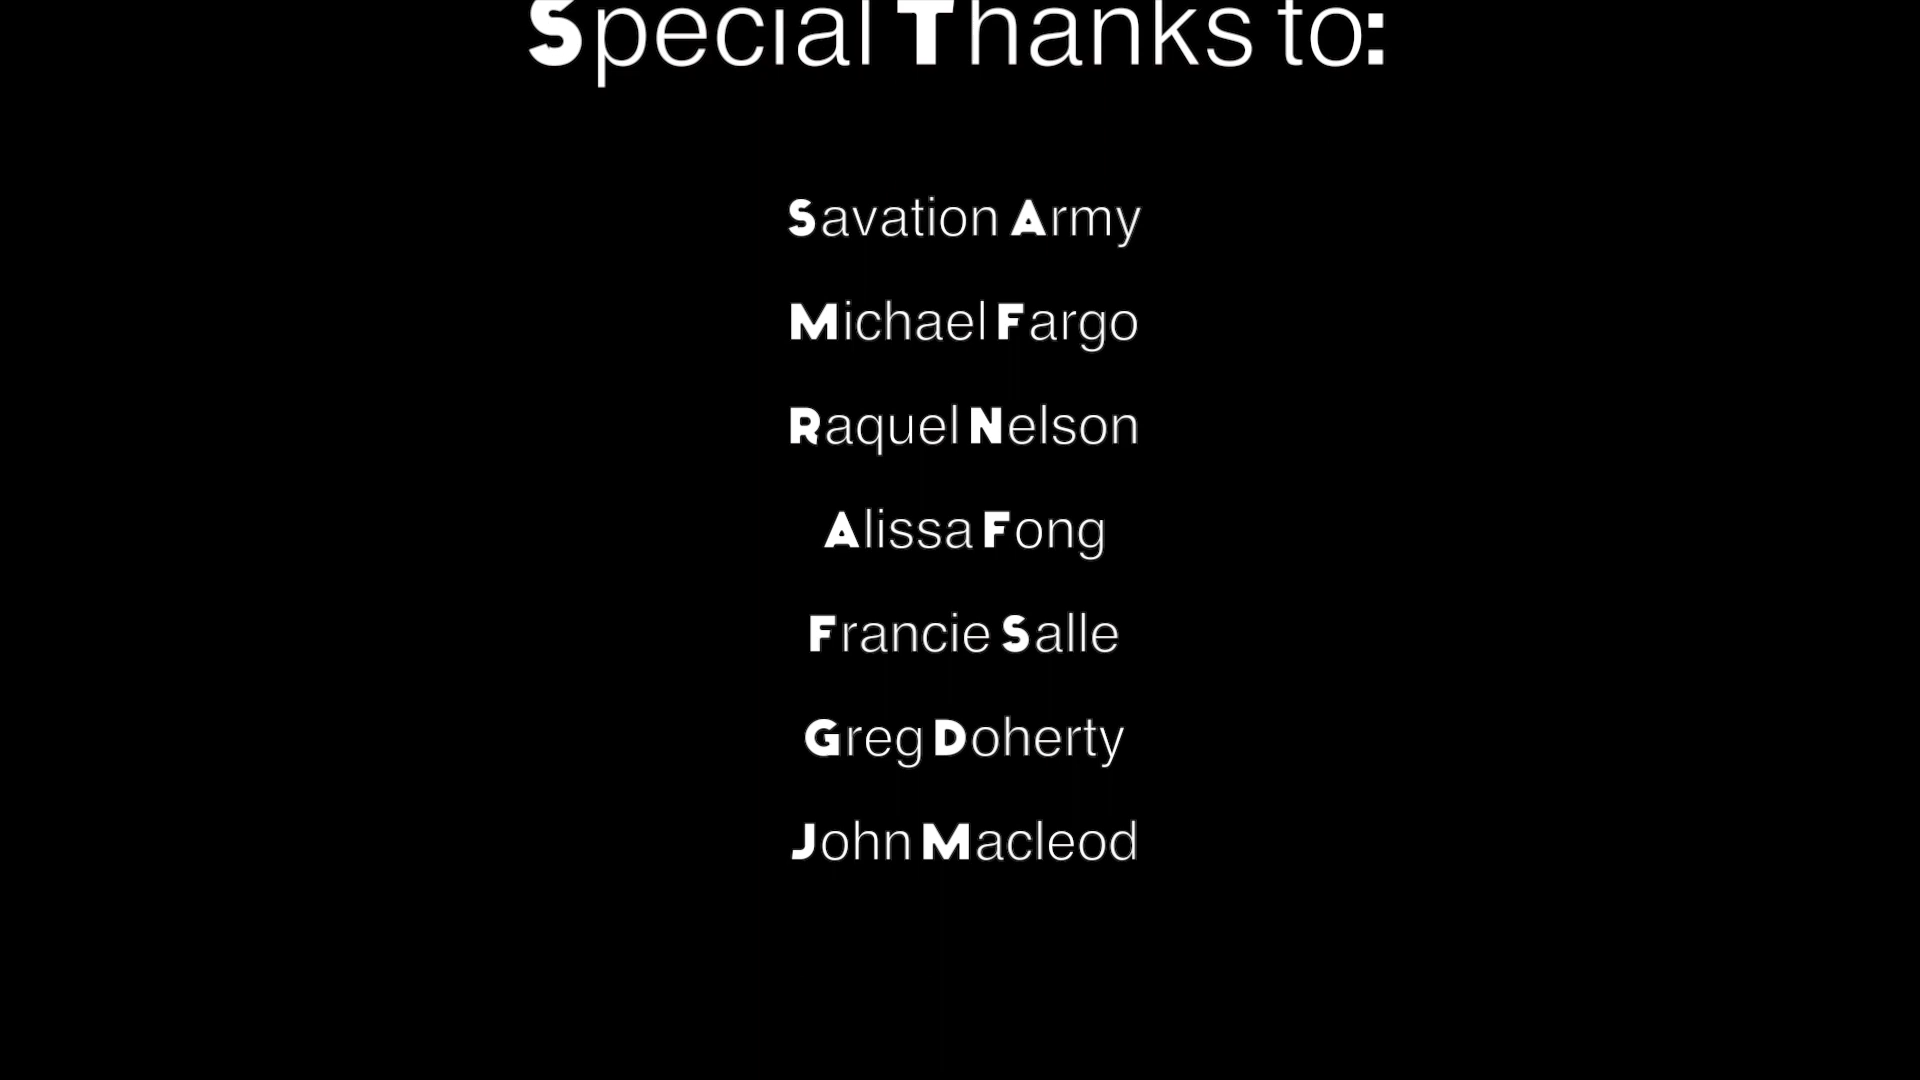 Special Thanks to:
Savation Army
Michael Fargo
Raquel Nelson
Alissa Fong
Francie Salle
Greg Doherty
John Macleod